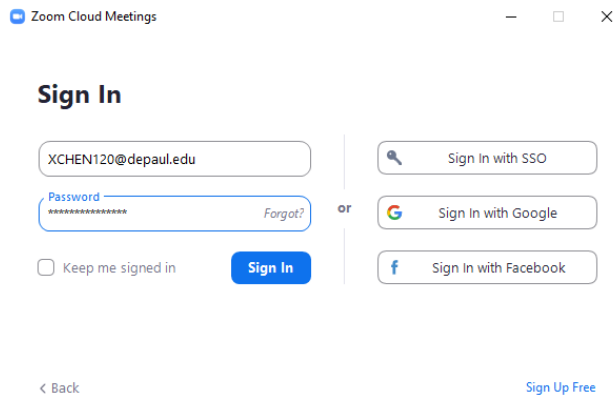 Zoom Cloud Meetings
Sign In
XCHEN120@depaul.edu
Password
*************** Forgot?
Keep me signed in
Sign In
or
Sign In with SSO
Sign In with Google
Sign In with Facebook
Back
Sign Up Free